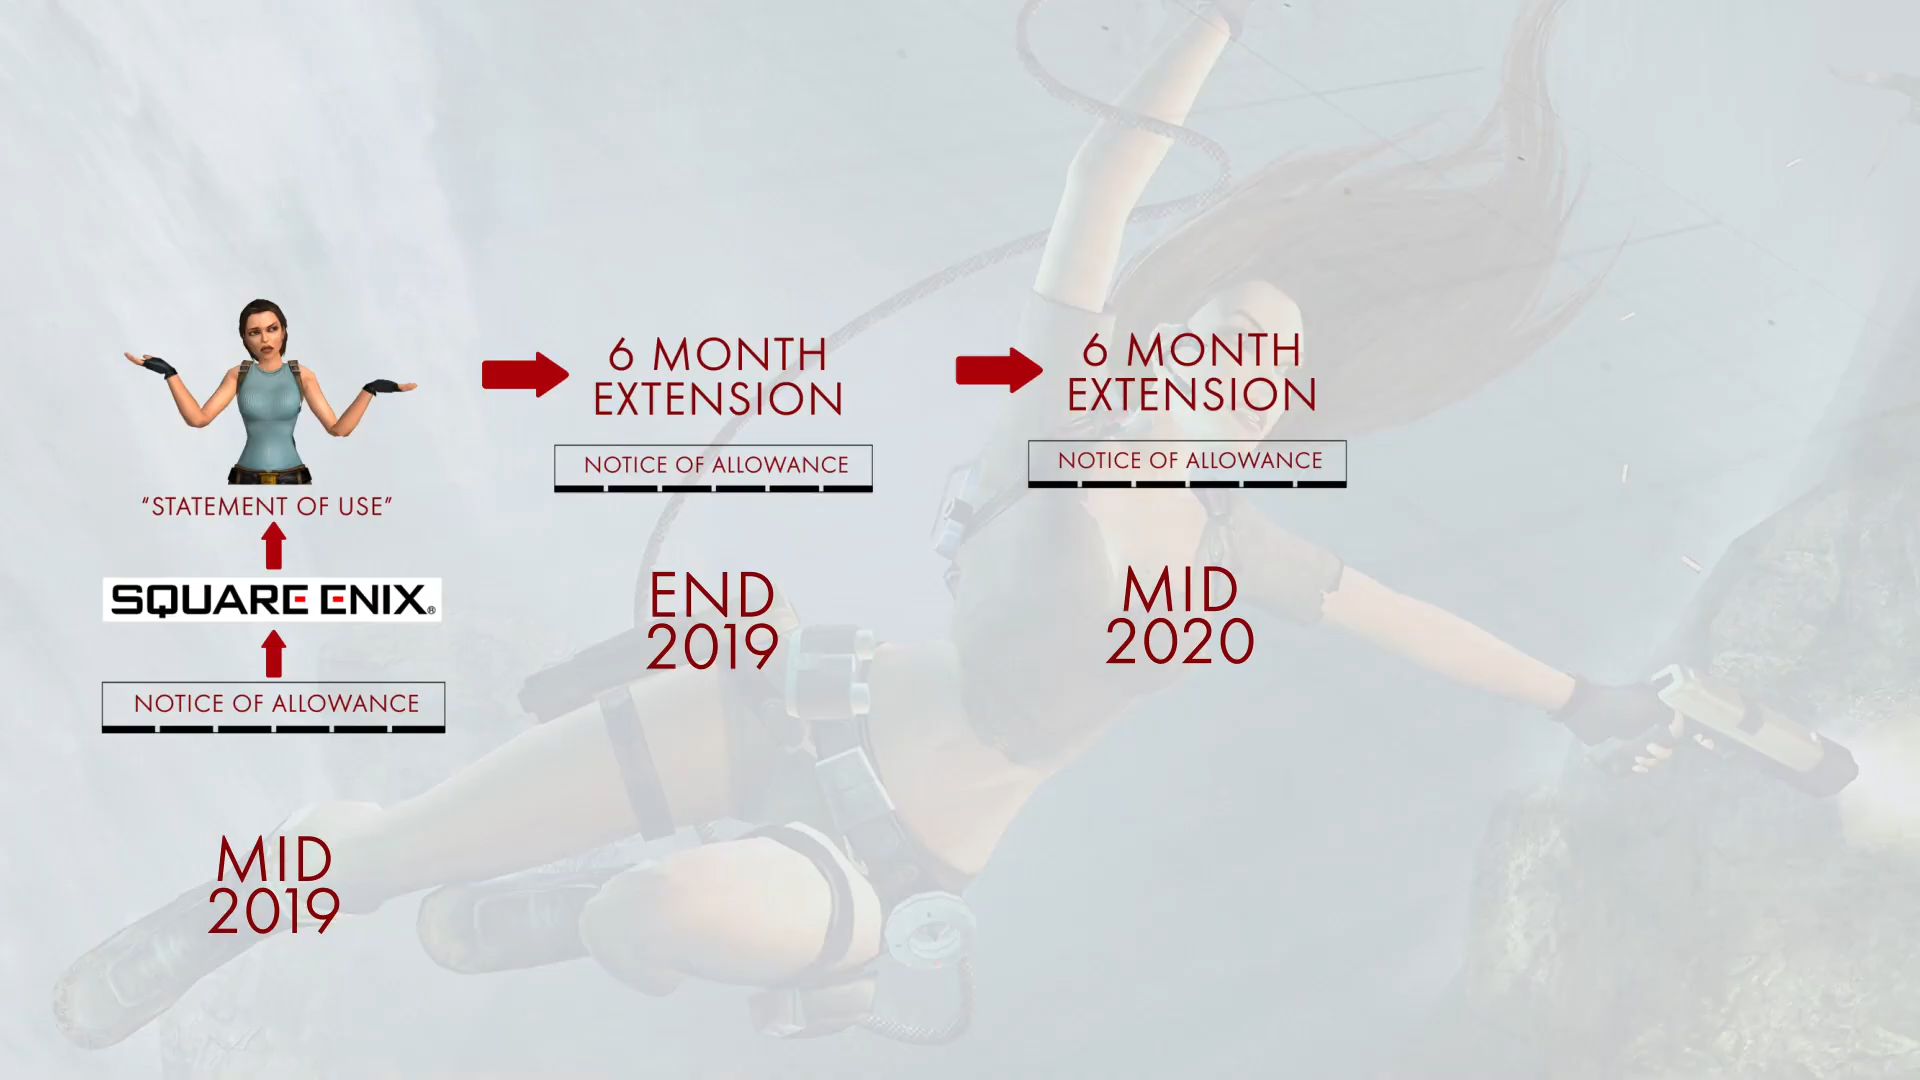 "STATEMENT OF USE"
SQUARE ENIX®
NOTICE OF ALLOWANCE
MID
2019
6 MONTH
EXTENSION
NOTICE OF ALLOWANCE
END
2019
6 MONTH
EXTENSION
NOTICE OF ALLOWANCE
MID
2020